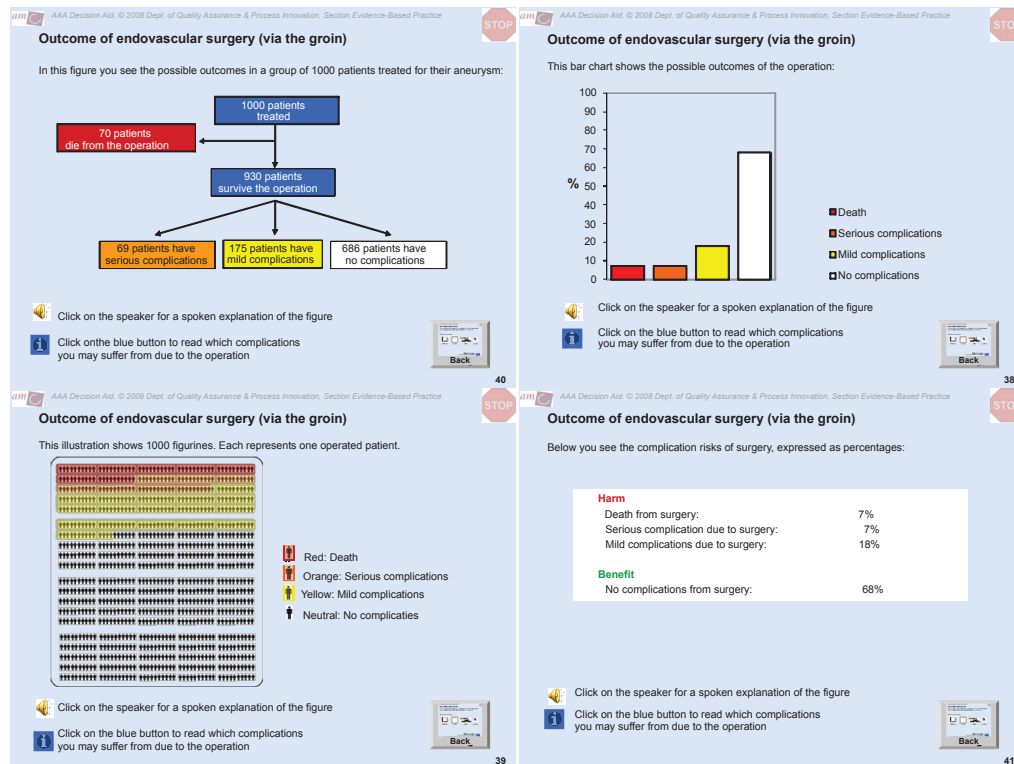 amC AAA Decision Aid. © 2008 Dept. of Quality Assurance & Process Innovation, Section Evidence-Based Practice
STOP
Outcome of endovascular surgery (via the groin)
In this figure you see the possible outcomes in a group of 1000 patients treated for their aneurysm:
1000 patients
treated
70 patients
die from the operation
930 patients
survive the operation
69 patients have
serious complications
175 patients have
mild complications
686 patients have
no complications
Click on the speaker for a spoken explanation of the figure
Click onthe blue button to read which complications
you may suffer from due to the operation
Back
40
amC AAA Decision Aid. © 2008 Dept. of Quality Assurance & Process Innovation, Section Evidence-Based Practice
STO
Outcome of endovascular surgery (via the groin)
This bar chart shows the possible outcomes of the operation:
100
90
80
70
60
50
40
30
20
10
0
%
Death
Serious complications
Mild complications
No complications
Click on the speaker for a spoken explanation of the figure
Click on the blue button to read which complications
you may suffer from due to the operation
Back
38
amC AAA Decision Aid. © 2008 Dept. of Quality Assurance & Process Innovation, Section Evidence-Based Practice
STOP
Outcome of endovascular surgery (via the groin)
This illustration shows 1000 figurines. Each represents one operated patient.
Red: Death
Orange: Serious complications
Yellow: Mild complications
Neutral: No complicaties
Click on the speaker for a spoken explanation of the figure
Click on the blue button to read which complications
you may suffer from due to the operation
Back
39
amC AAA Decision Aid. © 2008 Dept. of Quality Assurance & Process Innovation, Section Evidence-Based Practice
STO
Outcome of endovascular surgery (via the groin)
Below you see the complication risks of surgery, expressed as percentages:
Harm
Death from surgery: 7%
Serious complication due to surgery: 7%
Mild complications due to surgery: 18%
Benefit
No complications from surgery: 68%
Click on the speaker for a spoken explanation of the figure
Click on the blue button to read which complications
you may suffer from due to the operation
Back
41